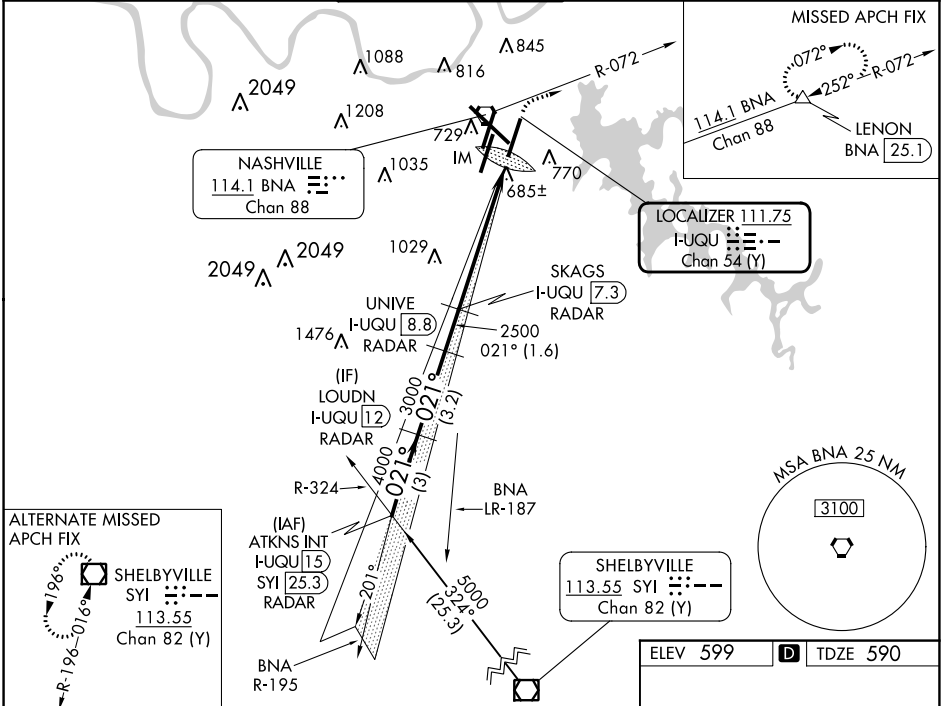 MISSED APCH FIX
072°
252°
R-072
114.1 BNA
Chan 88
LENON
BNA 25.1
1088
816
845
R-072
2049
1208
729
IM
1035
770
685±
NASHVILLE
114.1 BNA
Chan 88
LOCALIZER 111.75
I-UQU
Chan 54 (Y)
2049
2049
1029
SKAGS
I-UQU 7.3
RADAR
UNIVE
I-UQU 8.8
RADAR
2500
021° (1.6)
1476
(IF)
LOUDN
I-UQU 12
RADAR
3000
021°
(3.2)
4000
021°
(3)
R-324
BNA
LR-187
(IAF)
ATKNS INT
I-UQU 15
SYI 25.3
RADAR
201°
BNA
R-195
5000
324°
(25.3)
SHELBYVILLE
113.55 SYI
Chan 82 (Y)
MSA BNA 25 NM
3100
ALTERNATE MISSED
APCH FIX
196°
R-196
016°
SHELBYVILLE
SYI
113.55
Chan 82 (Y)
ELEV 599 D TDZE 590